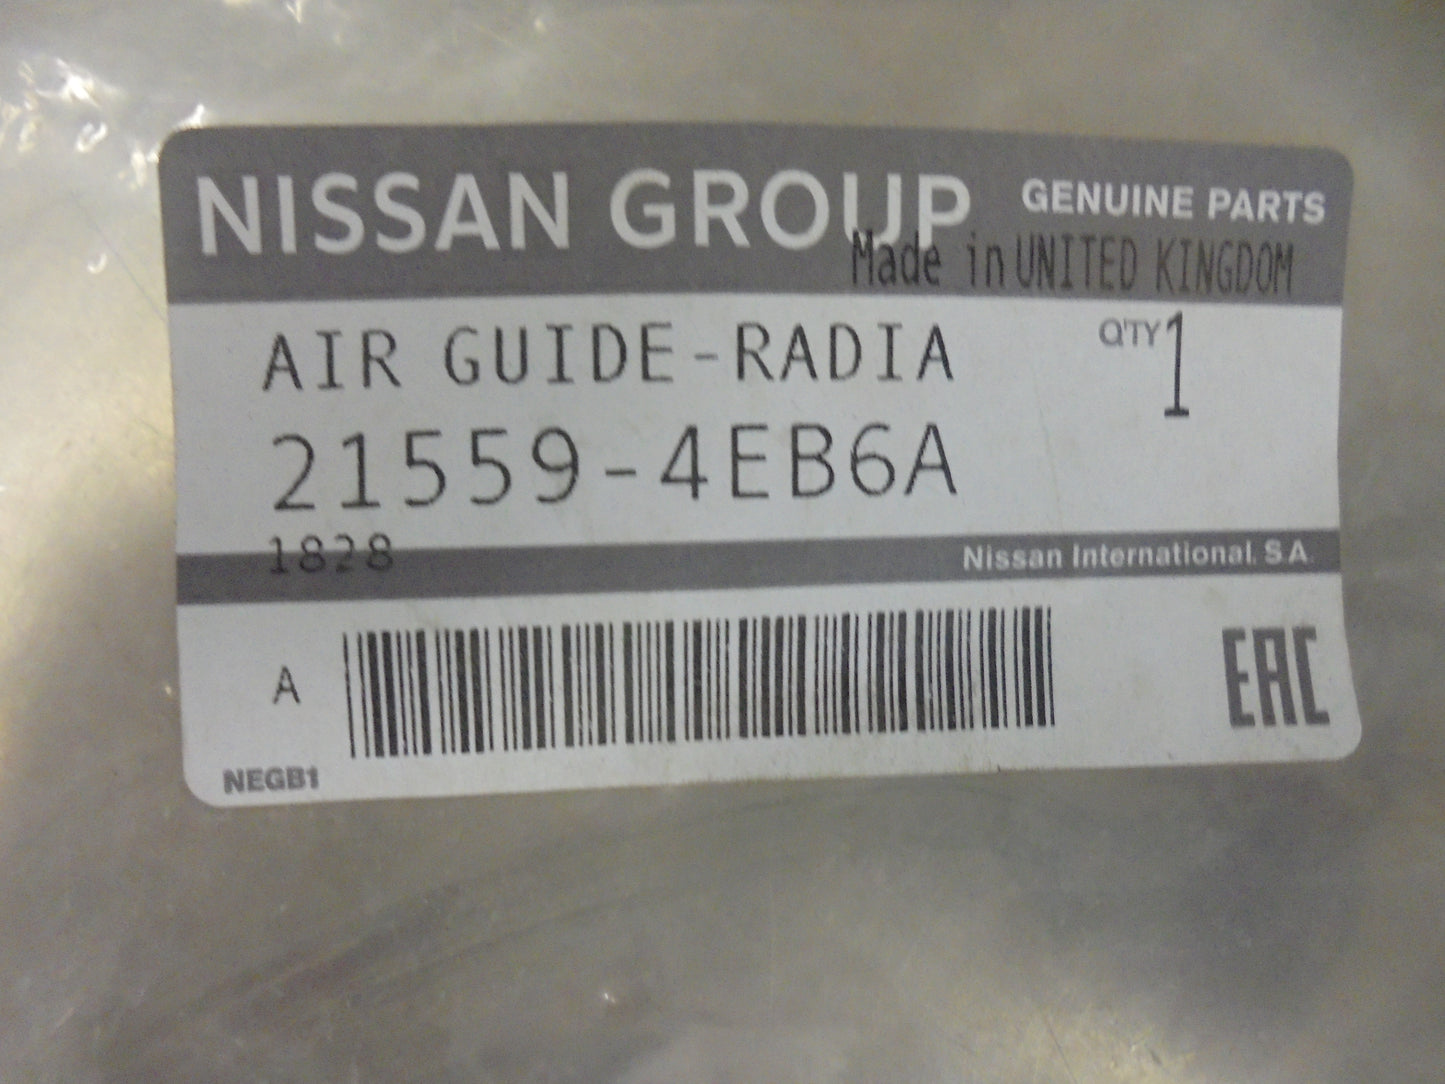 NISSAN GROUP GENUINE PARTS
Made in UNITED KINGDOM
AIR GUIDE-RADIA Q'TY 1
21559-4EB6A
1828
Nissan International. S.A.
A
EAC
NEGB1